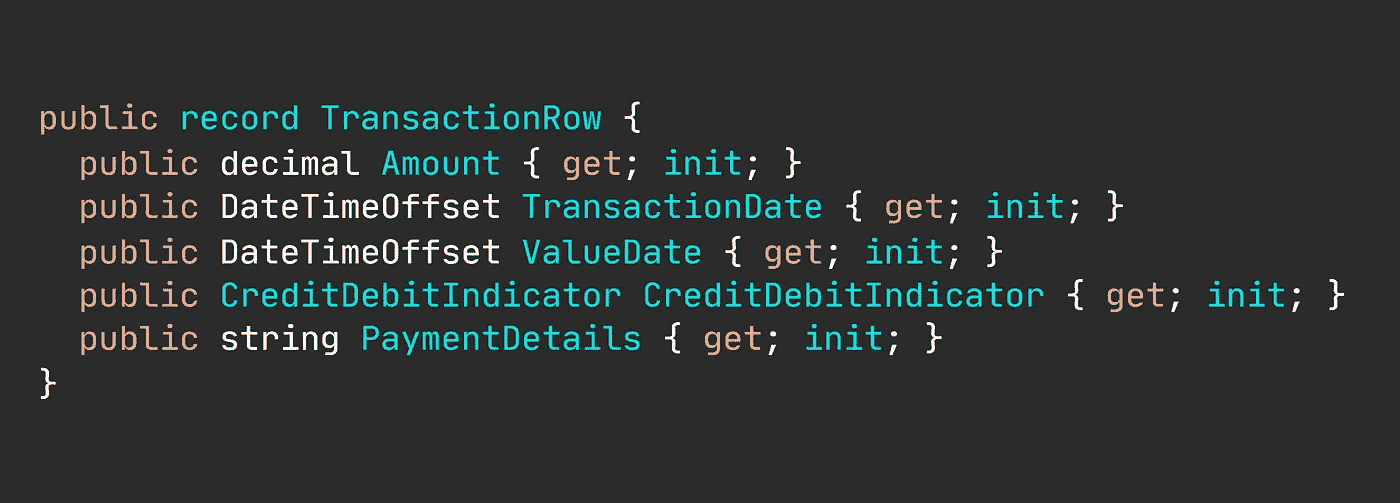 public record TransactionRow {
  public decimal Amount { get; init; }
  public DateTimeOffset TransactionDate { get; init; }
  public DateTimeOffset ValueDate { get; init; }
  public CreditDebitIndicator CreditDebitIndicator { get; init; }
  public string PaymentDetails { get; init; }
}